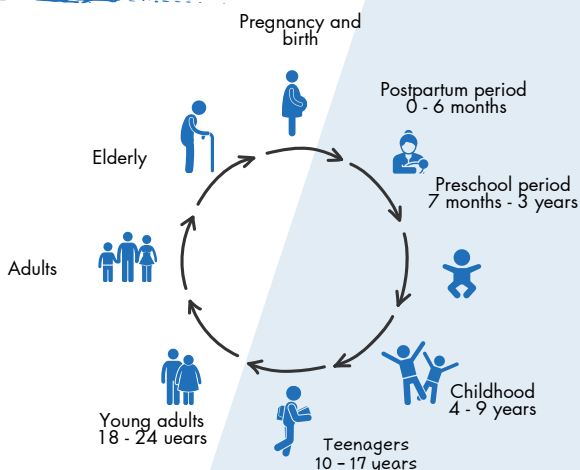 Pregnancy and
birth
Postpartum period
0 - 6 months
Preschool period
7 months - 3 years
Childhood
4 - 9 years
Teenagers
10 – 17 years
Young adults
18 - 24 uears
Adults
Elderly